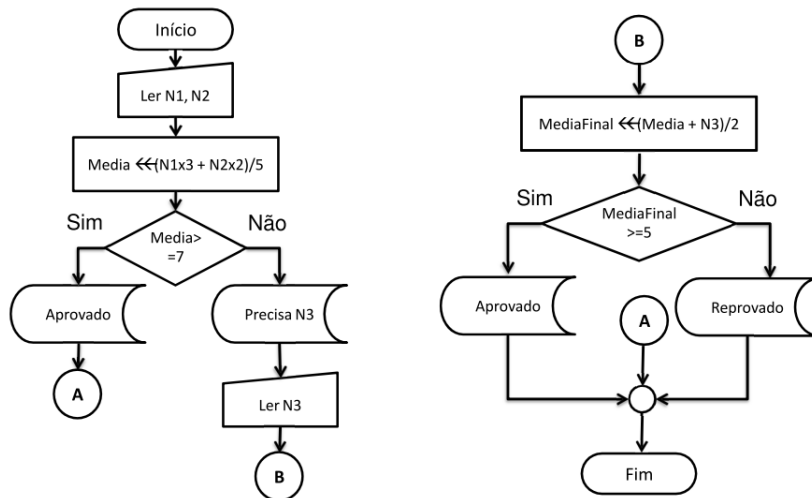 Início
Ler N1, N2
Media ⋘(N1x3 + N2x2)/5
Sim
Não
Media>
=7
Aprovado
Precisa N3
A
Ler N3
B
B
MediaFinal ⋘(Media + N3)/2
Sim
Não
MediaFinal
>=5
Aprovado
A
Reprovado
Fim